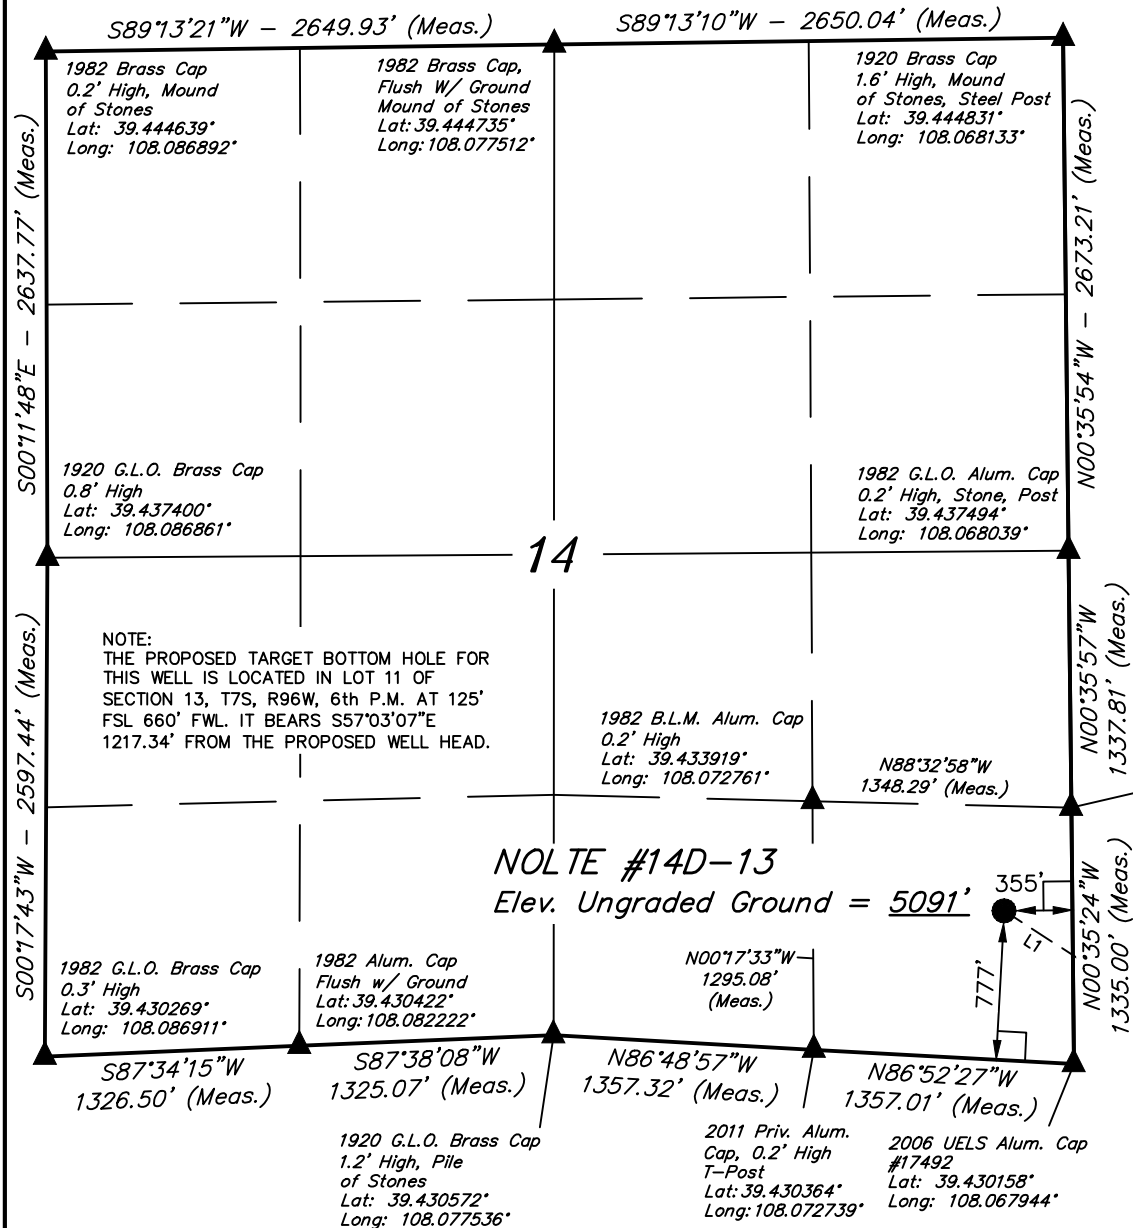 S89°13'21"W – 2649.93' (Meas.)
S89°13'10"W – 2650.04' (Meas.)
1982 Brass Cap
0.2' High, Mound
of Stones
Lat: 39.444639°
Long: 108.086892°
1982 Brass Cap,
Flush W/ Ground
Mound of Stones
Lat: 39.444735°
Long: 108.077512°
1920 Brass Cap
1.6' High, Mound
of Stones, Steel Post
Lat: 39.444831°
Long: 108.068133°
S00°11'48"E – 2637.77' (Meas.)
N00°35'54"W – 2673.21' (Meas.)
1920 G.L.O. Brass Cap
0.8' High
Lat: 39.437400°
Long: 108.086861°
1982 G.L.O. Alum. Cap
0.2' High, Stone, Post
Lat: 39.437494°
Long: 108.068039°
14
NOTE:
THE PROPOSED TARGET BOTTOM HOLE FOR
THIS WELL IS LOCATED IN LOT 11 OF
SECTION 13, T7S, R96W, 6th P.M. AT 125'
FSL 660' FWL. IT BEARS S57°03'07"E
1217.34' FROM THE PROPOSED WELL HEAD.
S00°17'43"W – 2597.44' (Meas.)
N00°35'57"W
1337.81' (Meas.)
1982 B.L.M. Alum. Cap
0.2' High
Lat: 39.433919°
Long: 108.072761°
N88°32'58"W
1348.29' (Meas.)
NOLTE #14D–13
Elev. Ungraded Ground = 5091'
355'
L1
777'
N00°35'24"W
1335.00' (Meas.)
N00°17'33"W
1295.08'
(Meas.)
1982 G.L.O. Brass Cap
0.3' High
Lat: 39.430269°
Long: 108.086911°
1982 Alum. Cap
Flush w/ Ground
Lat: 39.430422°
Long: 108.082222°
S87°34'15"W
1326.50' (Meas.)
S87°38'08"W
1325.07' (Meas.)
N86°48'57"W
1357.32' (Meas.)
N86°52'27"W
1357.01' (Meas.)
1920 G.L.O. Brass Cap
1.2' High, Pile
of Stones
Lat: 39.430572°
Long: 108.077536°
2011 Priv. Alum.
Cap, 0.2' High
T–Post
Lat: 39.430364°
Long: 108.072739°
2006 UELS Alum. Cap
#17492
Lat: 39.430158°
Long: 108.067944°